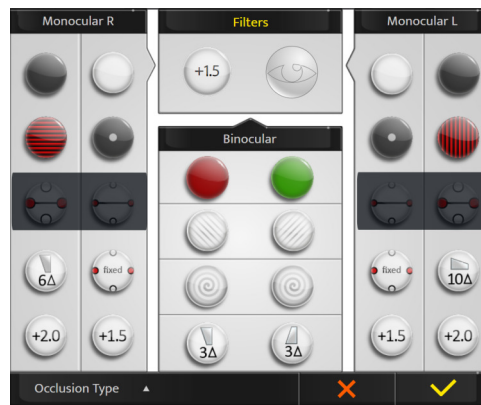 Monocular R
Filters
Monocular L
+1.5
Binocular
6Δ
fixed
fixed
10Δ
+2.0
+1.5
3Δ
3Δ
+1.5
+2.0
Occlusion Type